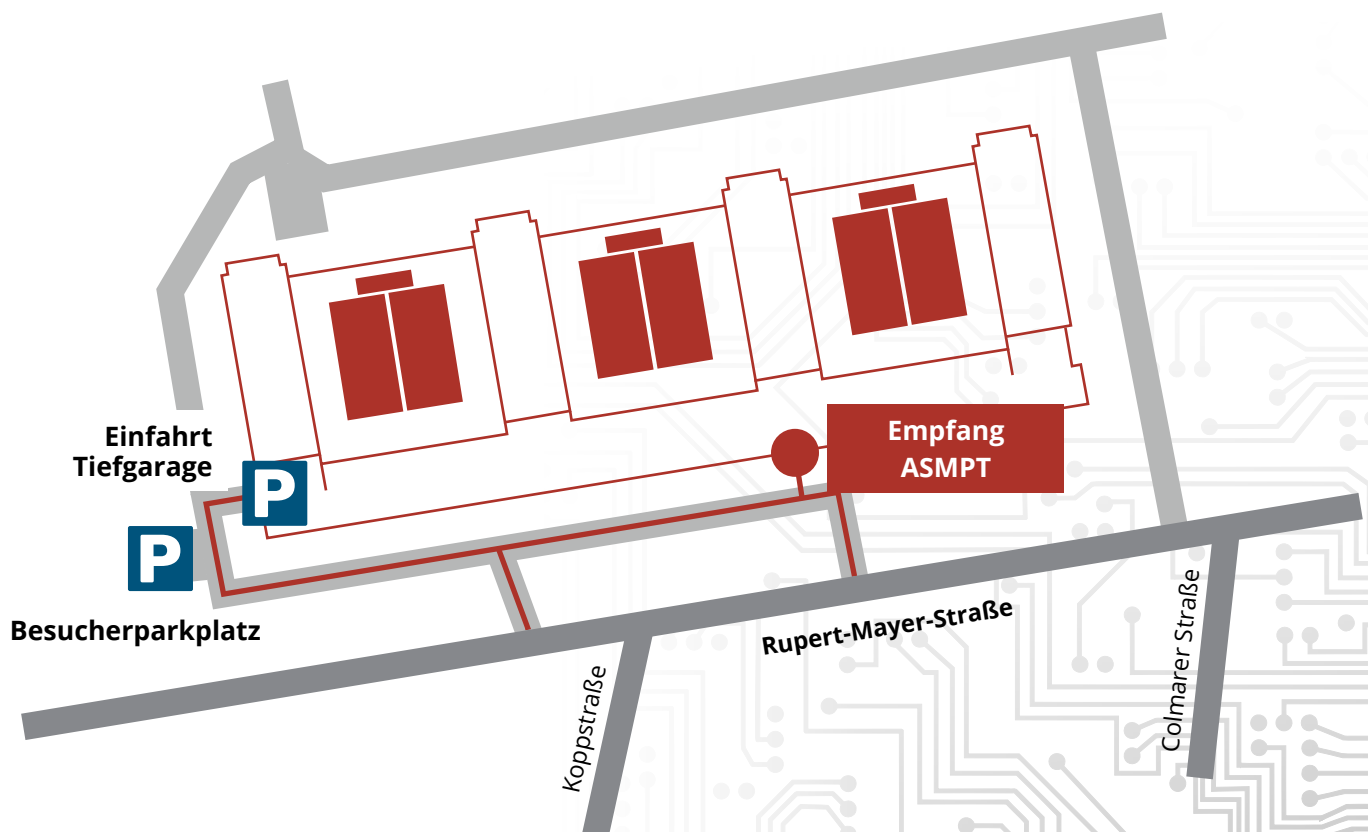 Empfang
ASMPT
Einfahrt
Tiefgarage
P
P
Besucherparkplatz
Rupert-Mayer-Straße
Koppstraße
Colmarer Straße